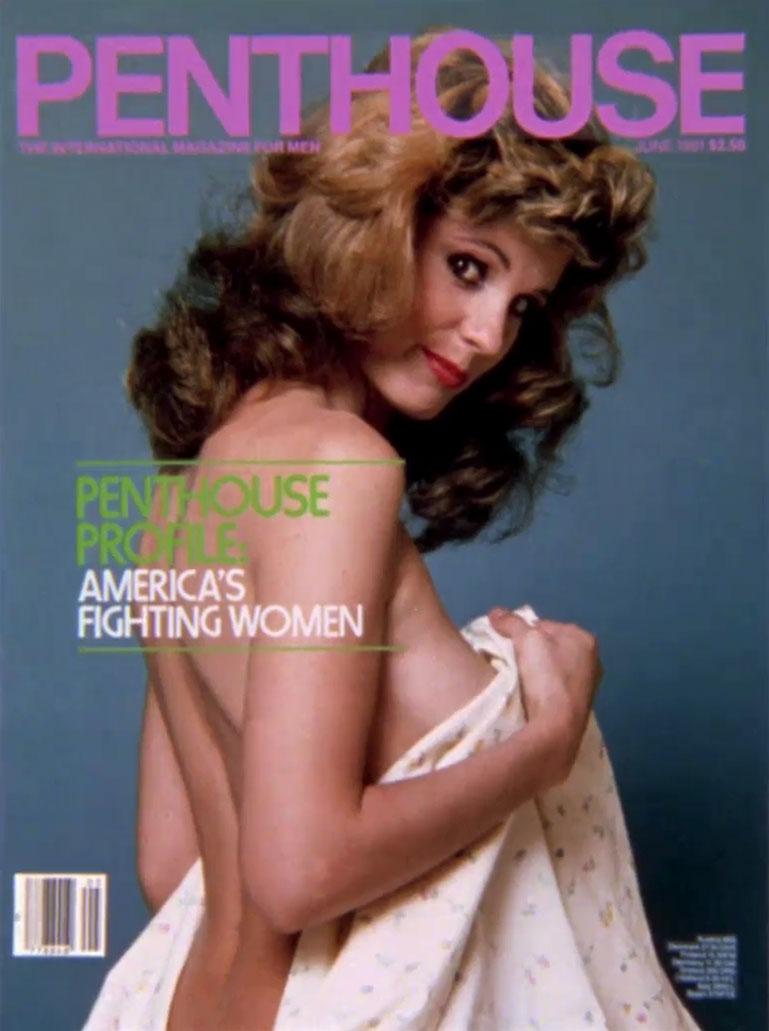 PENTHOUSE
THE INTERNATIONAL MAGAZINE FOR MEN
JUNE 1981 $2.50
PENTHOUSE
PROFILE:
AMERICA'S
FIGHTING WOMEN